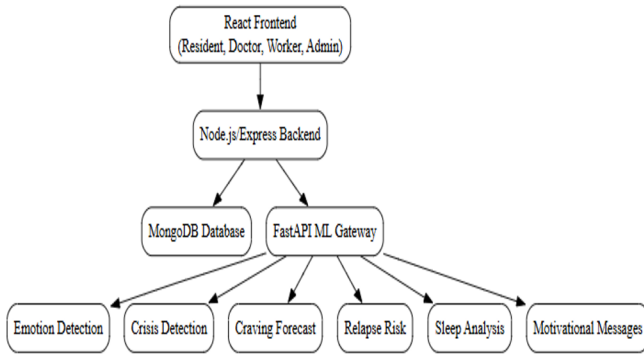 React Frontend
(Resident, Doctor, Worker, Admin)
Node.js/Express Backend
MongoDB Database
FastAPI ML Gateway
Emotion Detection
Crisis Detection
Craving Forecast
Relapse Risk
Sleep Analysis
Motivational Messages